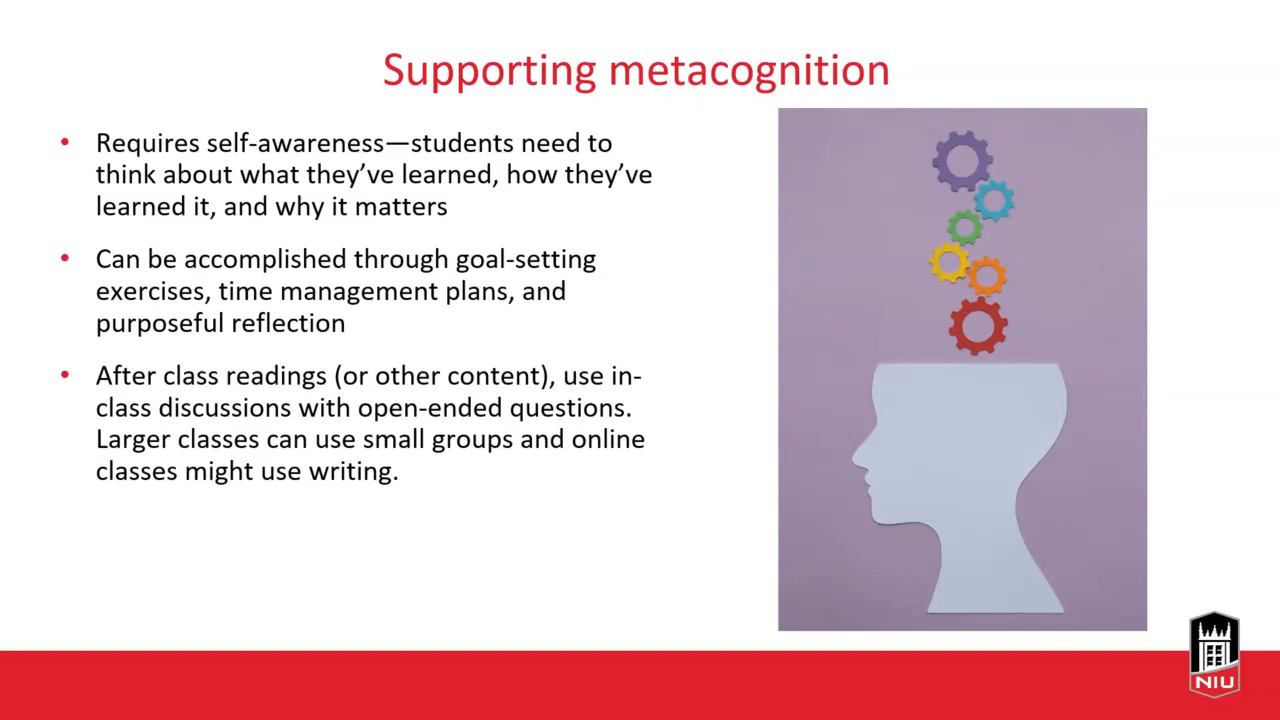 Supporting metacognition
• Requires self-awareness—students need to
think about what they’ve learned, how they’ve
learned it, and why it matters
• Can be accomplished through goal-setting
exercises, time management plans, and
purposeful reflection
• After class readings (or other content), use in-
class discussions with open-ended questions.
Larger classes can use small groups and online
classes might use writing.
NIU